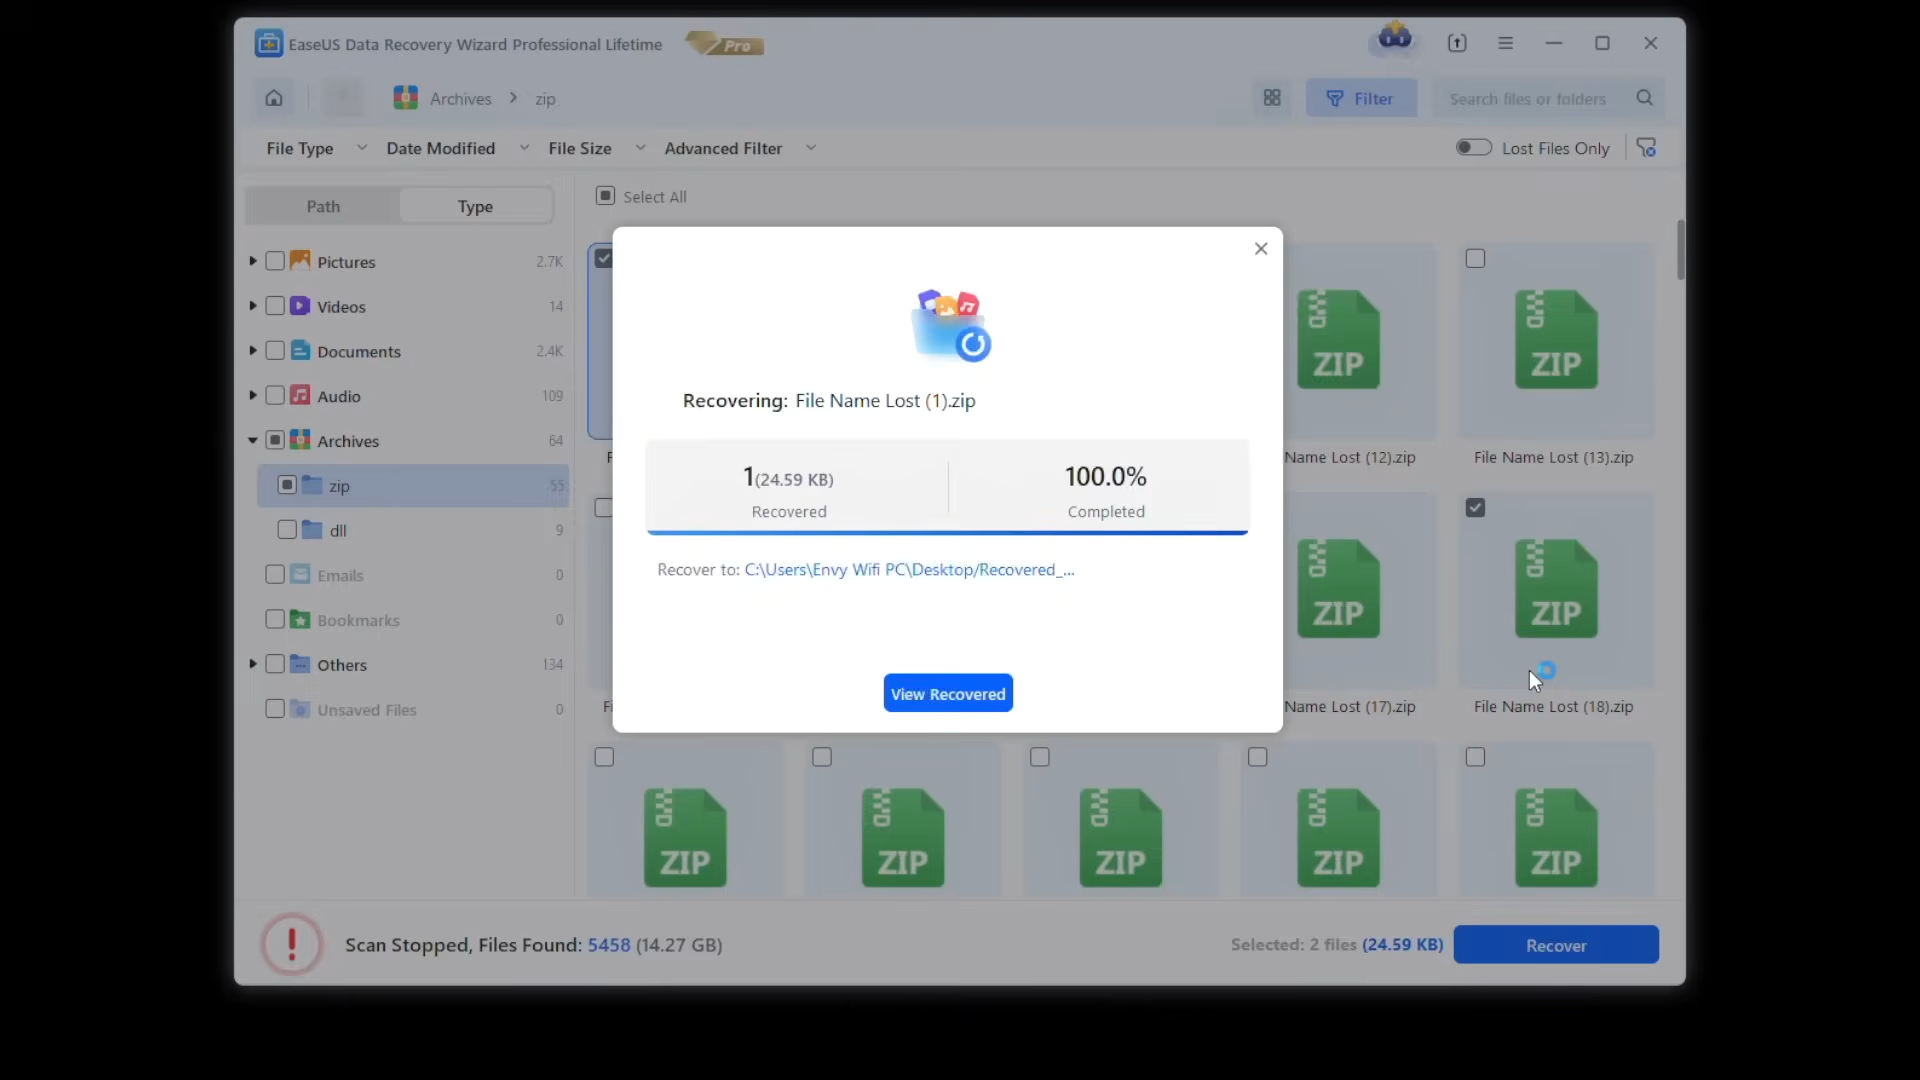 EaseUS Data Recovery Wizard Professional Lifetime
Pro
Archives
zip
Filter
Search files or folders
File Type
Date Modified
File Size
Advanced Filter
Lost Files Only
Path
Type
Select All
Pictures
2.7K
Videos
14
Documents
2.4K
Audio
109
Archives
64
zip
55
dll
9
Emails
0
Bookmarks
0
Others
134
Unsaved Files
0
Recovering: File Name Lost (1).zip
1(24.59 KB)
Recovered
100.0%
Completed
Recover to: C:\Users\Envy Wifi PC\Desktop/Recovered_...
View Recovered
ZIP
ZIP
Name Lost (12).zip
File Name Lost (13).zip
ZIP
ZIP
Name Lost (17).zip
File Name Lost (18).zip
ZIP
ZIP
ZIP
ZIP
ZIP
Scan Stopped, Files Found: 5458 (14.27 GB)
Selected: 2 files (24.59 KB)
Recover